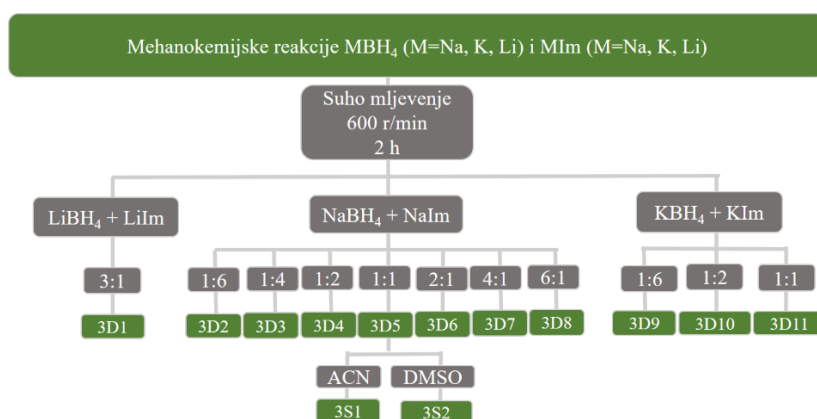 Mehanokemijske reakcije MBH₄ (M=Na, K, Li) i MIm (M=Na, K, Li)
Suho mljevenje
600 r/min
2 h
LiBH₄ + LiIm
NaBH₄ + NaIm
KBH₄ + KIm
3:1
1:6
1:4
1:2
1:1
2:1
4:1
6:1
1:6
1:2
1:1
3D1
3D2
3D3
3D4
3D5
3D6
3D7
3D8
3D9
3D10
3D11
ACN
DMSO
3S1
3S2